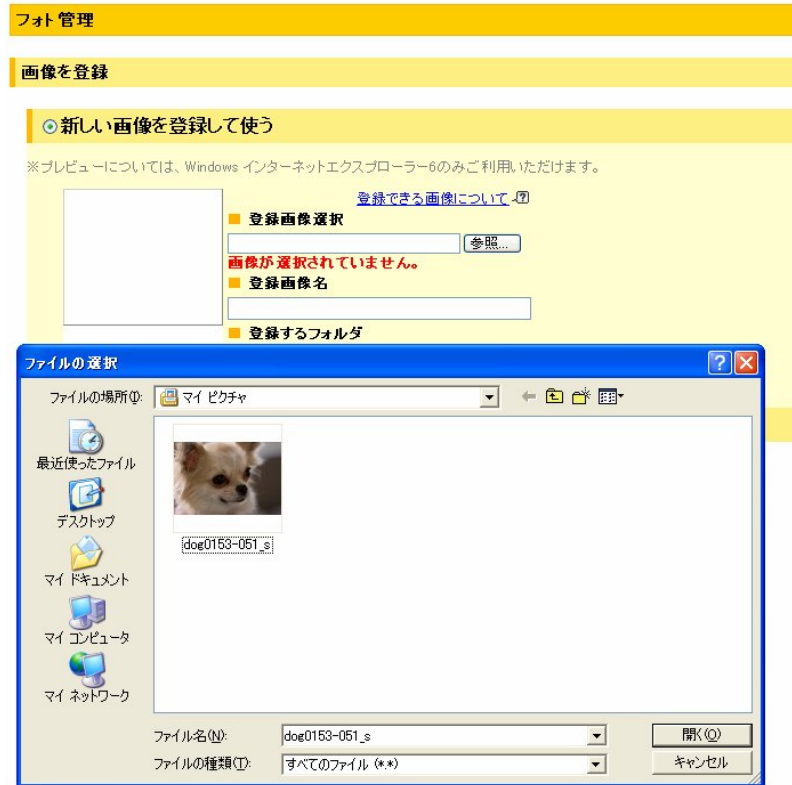 フォト管理
画像を登録
新しい画像を登録して使う
※プレビューについては、Windows インターネットエクスプローラー6のみご利用いただけます。
登録できる画像について
登録画像選択
参照...
画像が選択されていません。
登録画像名
登録するフォルダ
ファイルの選択
ファイルの場所(I):
マイ ピクチャ
最近使ったファイル
デスクトップ
マイ ドキュメント
マイ コンピュータ
マイ ネットワーク
dog0153-051_s
ファイル名(N):
dog0153-051_s
開く(O)
ファイルの種類(T):
すべてのファイル (*.*)
キャンセル